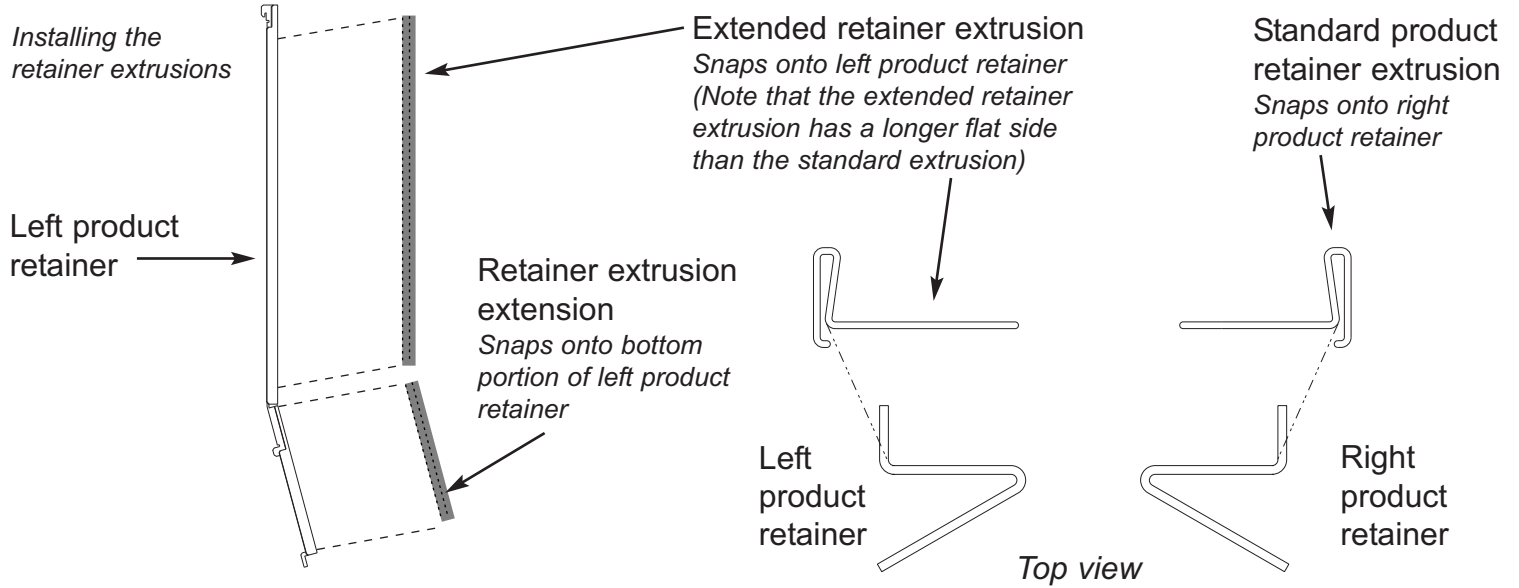 Installing the
retainer extrusions
Left product
retainer
Extended retainer extrusion
Snaps onto left product retainer
(Note that the extended retainer
extrusion has a longer flat side
than the standard extrusion)
Standard product
retainer extrusion
Snaps onto right
product retainer
Retainer extrusion
extension
Snaps onto bottom
portion of left product
retainer
Left
product
retainer
Right
product
retainer
Top view